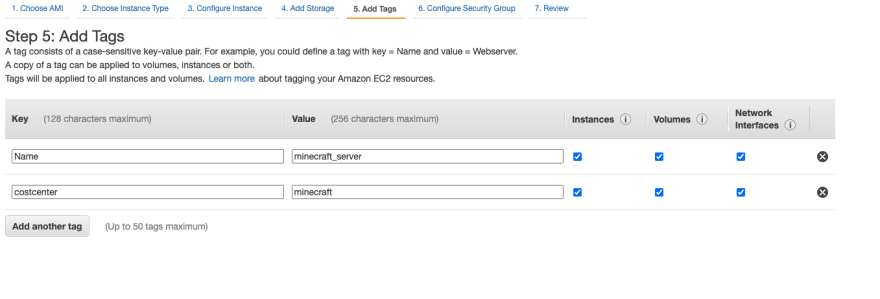 1. Choose AMI 2. Choose Instance Type 3. Configure Instance 4. Add Storage 5. Add Tags 6. Configure Security Group 7. Review
Step 5: Add Tags
A tag consists of a case-sensitive key-value pair. For example, you could define a tag with key = Name and value = Webserver.
A copy of a tag can be applied to volumes, instances or both.
Tags will be applied to all instances and volumes. Learn more about tagging your Amazon EC2 resources.
Key (128 characters maximum) Value (256 characters maximum) Instances i Volumes i Network
Interfaces i
Name minecraft_server
costcenter minecraft
Add another tag (Up to 50 tags maximum)